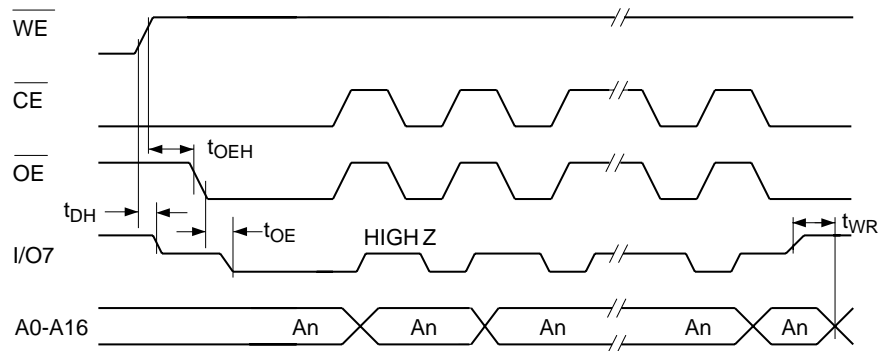 WE
CE
tOEH
OE
tDH
tOE
HIGH Z
tWR
I/O7
A0-A16 An An An An An